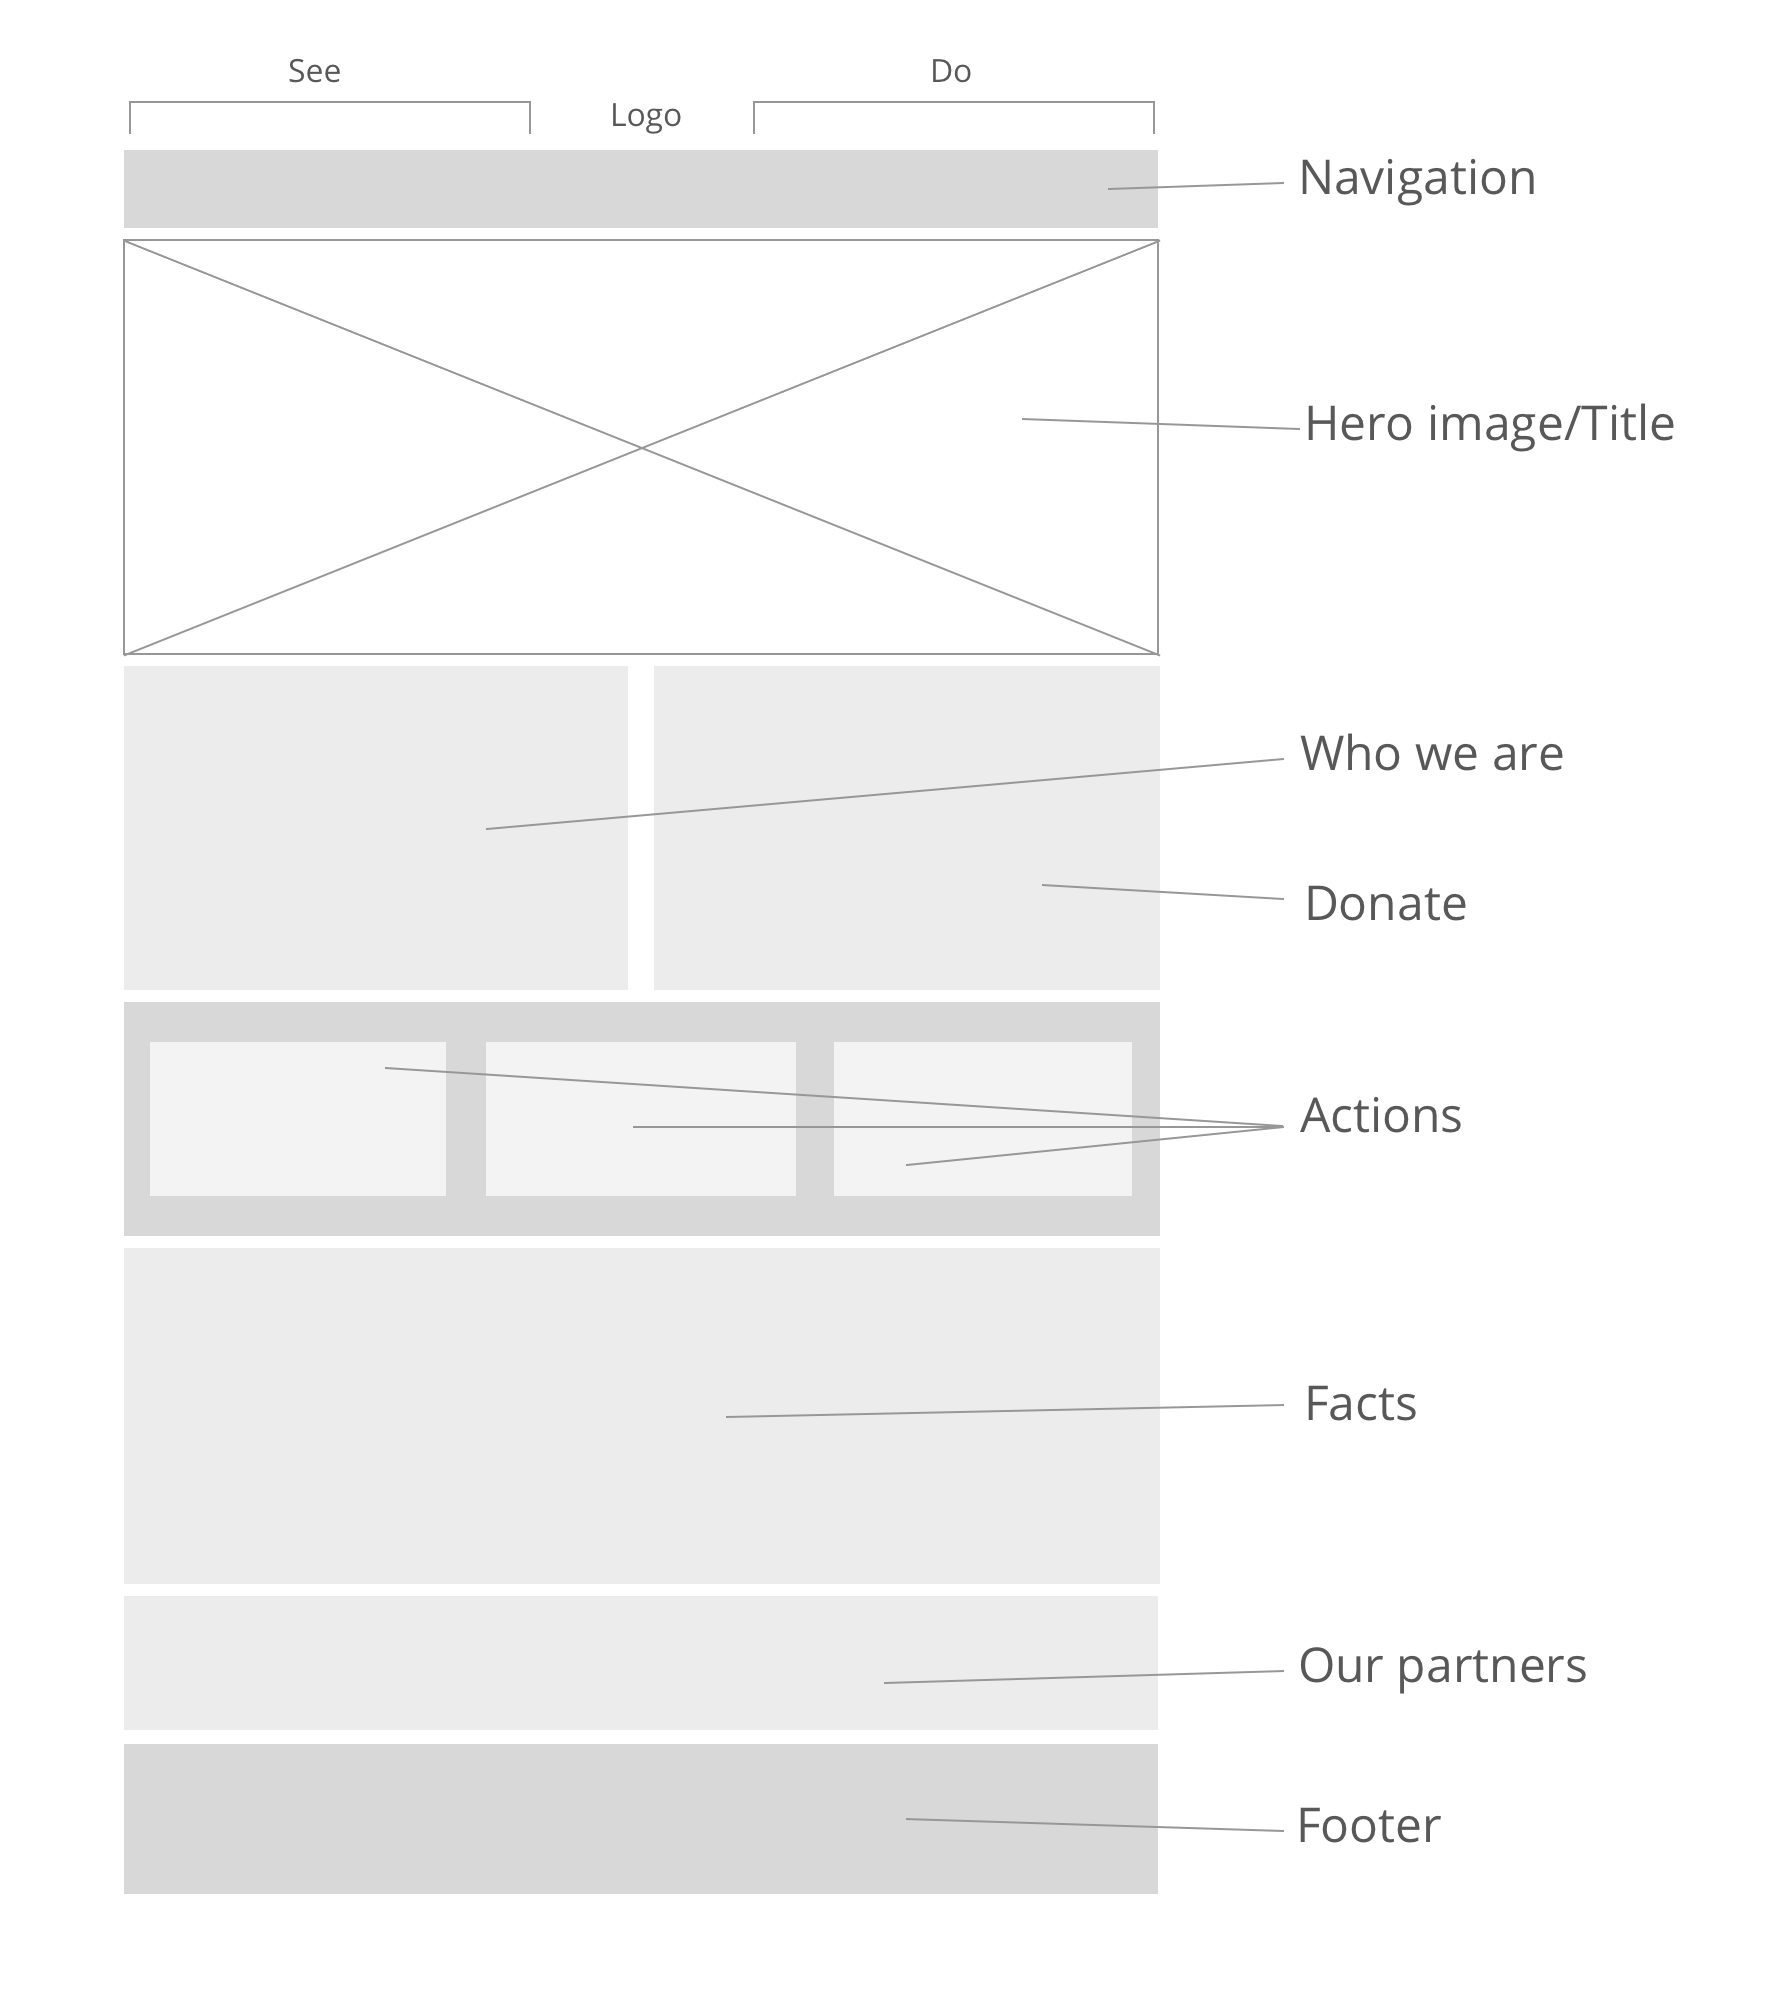 See
Do
Logo
Navigation
Hero image/Title
Who we are
Donate
Actions
Facts
Our partners
Footer